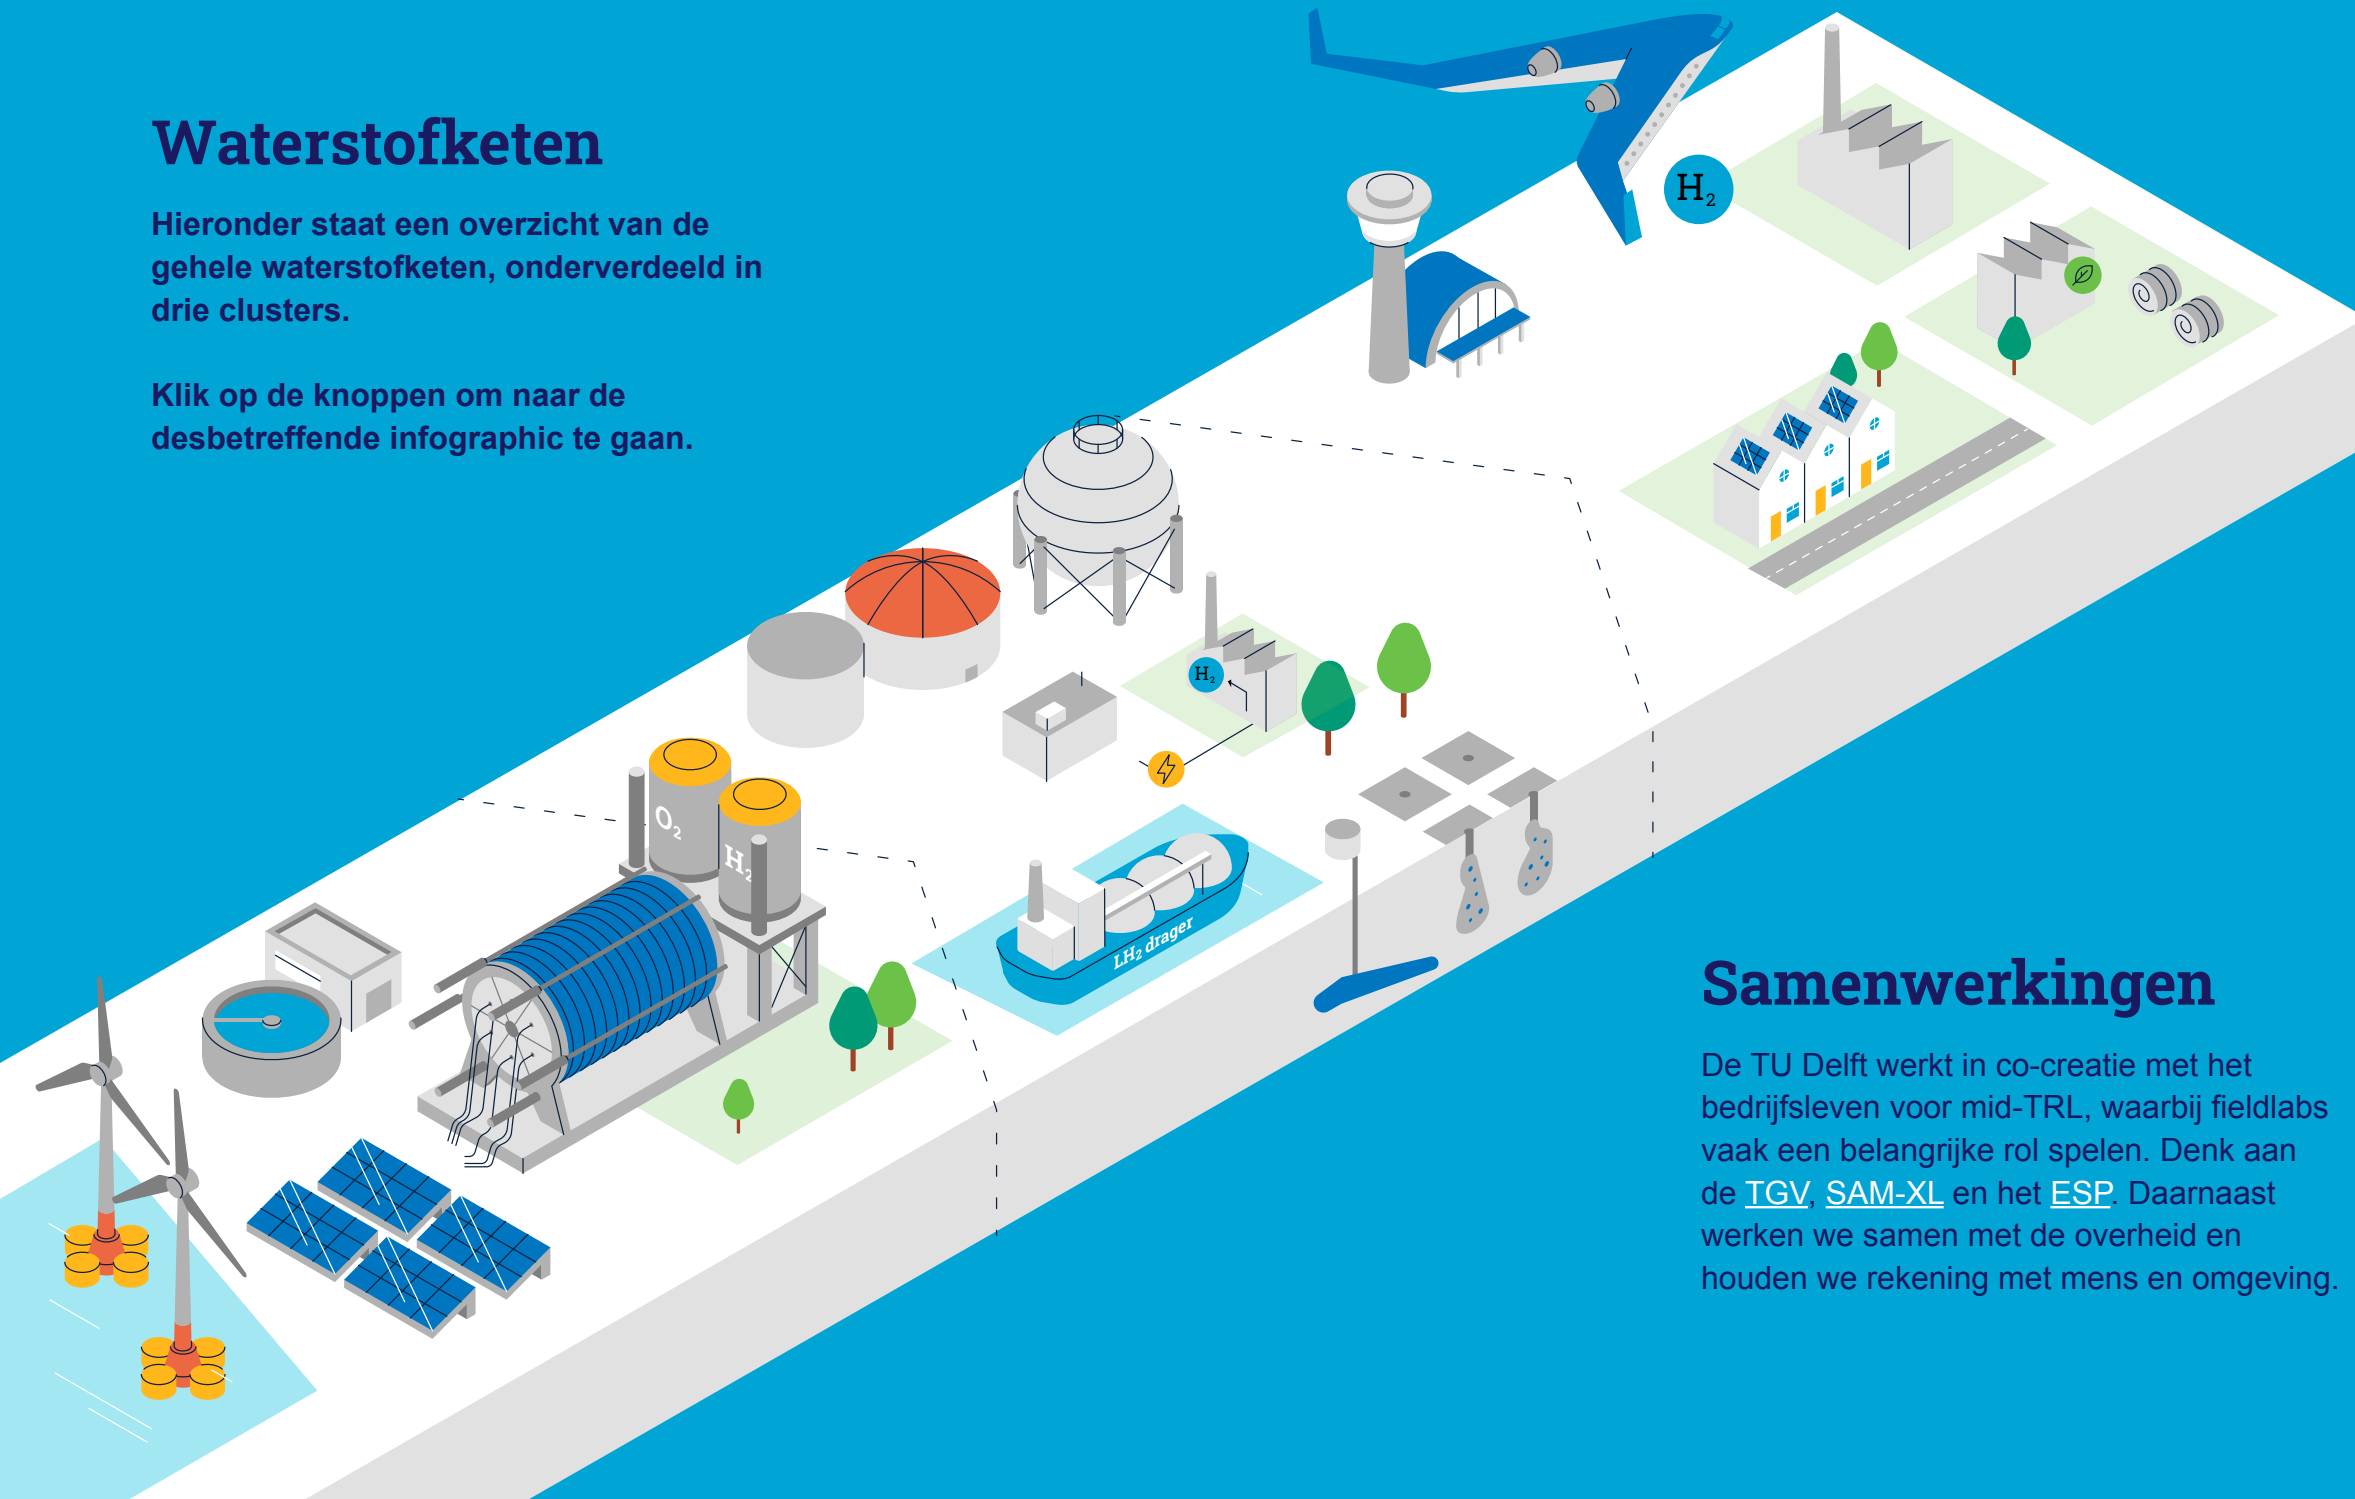 Waterstofketen
Hieronder staat een overzicht van de
gehele waterstofketen, onderverdeeld in
drie clusters.
Klik op de knoppen om naar de
desbetreffende infographic te gaan.
H₂
H₂
O₂
H₂
LH₂ drager
Samenwerkingen
De TU Delft werkt in co-creatie met het
bedrijfsleven voor mid-TRL, waarbij fieldlabs
vaak een belangrijke rol spelen. Denk aan
de TGV, SAM-XL en het ESP. Daarnaast
werken we samen met de overheid en
houden we rekening met mens en omgeving.